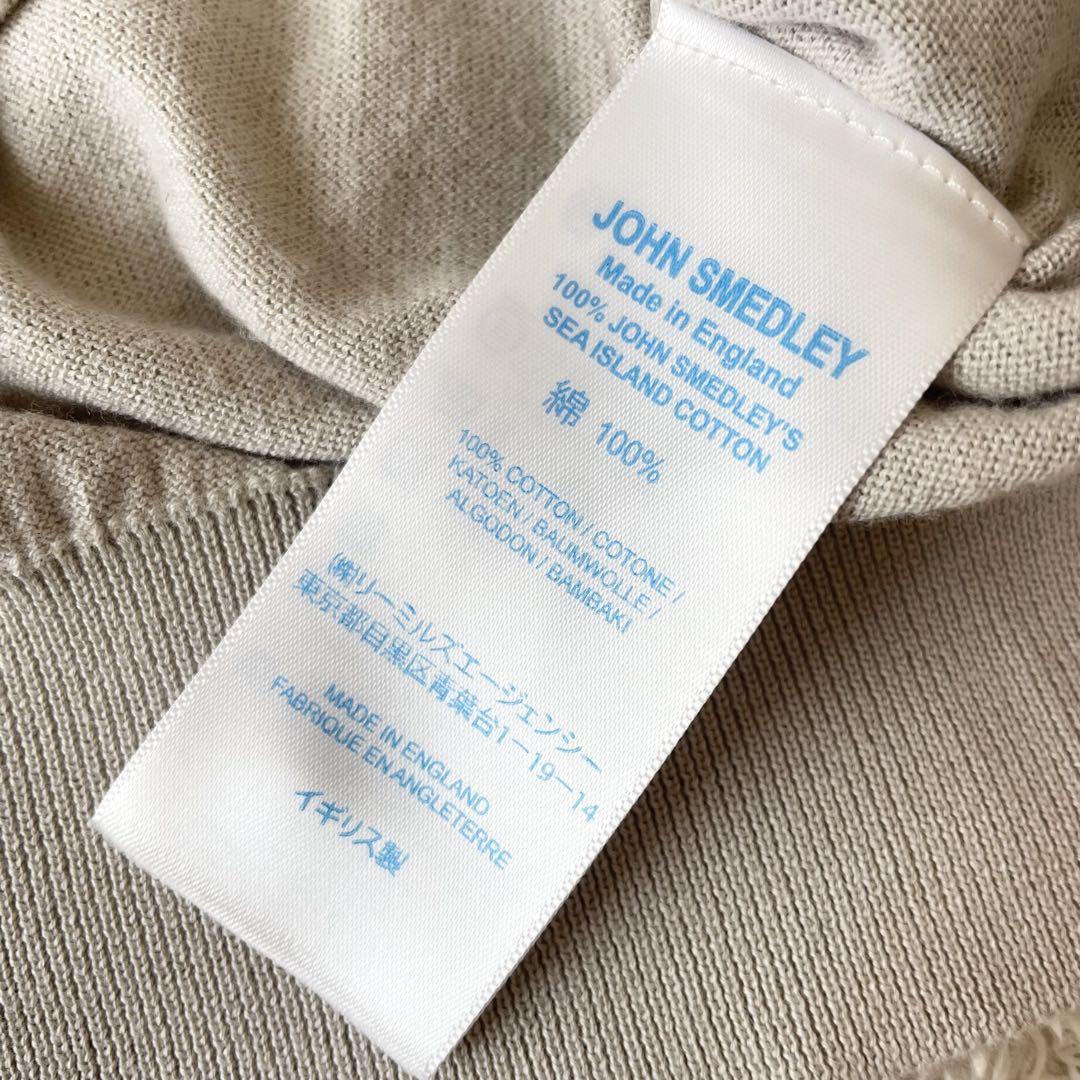 JOHN SMEDLEY
Made in England
100% JOHN SMEDLEY'S
SEA ISLAND COTTON
綿 100%
100% COTTON / COTONE /
KATOEN / BAUMWOLLE /
ALGODON / BAMBAKI
㈱リーミルズエージェンシー
東京都目黒区青葉台1-19-14
MADE IN ENGLAND
FABRIQUE EN ANGLETERRE
イギリス製